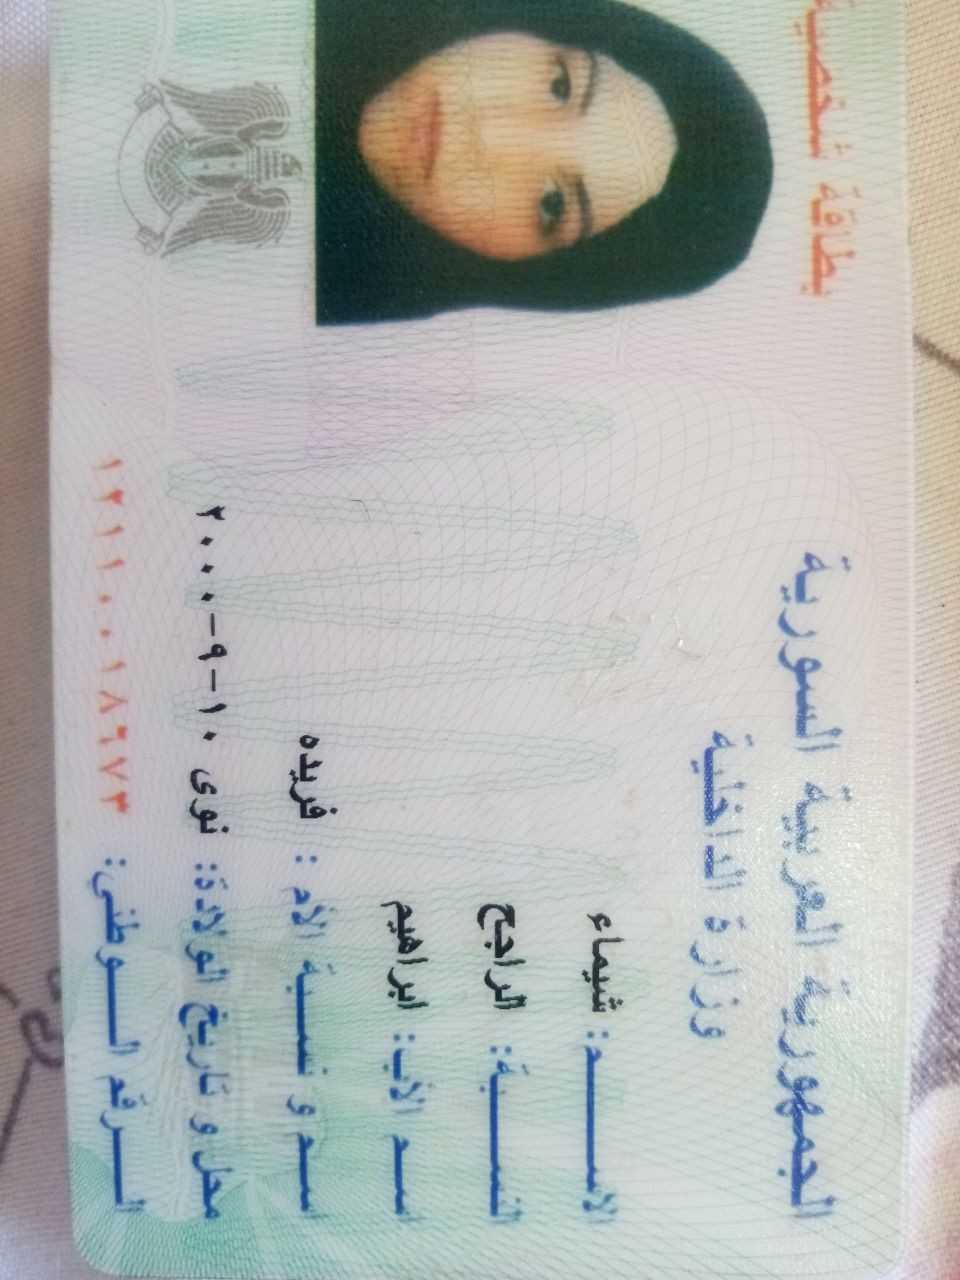 الجمهورية العربية السورية
وزارة الداخلية
بطاقة شخصية
الاسم: شيماء
النسبة: الراجح
اسم الأب: ابراهيم
اسم و نسبة الأم: فريده
محل و تاريخ الولادة: نوى ١٠-٩-٢٠٠٠
الرقم الوطني: ١٢١١٠٠١٨٦٧٣